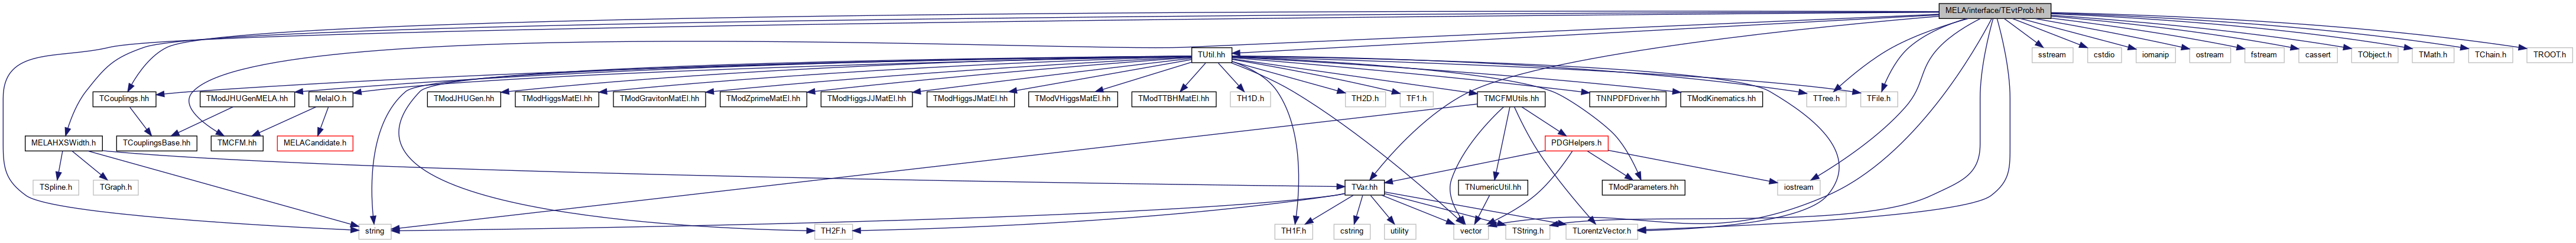 MELA/interface/TEvtProb.hh
TUtil.hh
sstream
cstdio
iomanip
ostream
fstream
cassert
TObject.h
TMath.h
TChain.h
TROOT.h
TCouplings.hh
TModJHUGenMELA.hh
MelaIO.h
TModJHUGen.hh
TModHiggsMatEl.hh
TModGravitonMatEl.hh
TModZprimeMatEl.hh
TModHiggsJJMatEl.hh
TModHiggsJMatEl.hh
TModVHiggsMatEl.hh
TModTTBHMatEl.hh
TH1D.h
TH2D.h
TF1.h
TMCFMUtils.hh
TNNPDFDriver.hh
TModKinematics.hh
TTree.h
TFile.h
MELAHXSWidth.h
TCouplingsBase.hh
TMCFM.hh
MELACandidate.h
PDGHelpers.h
TSpline.h
TGraph.h
TVar.hh
TNumericUtil.hh
TModParameters.hh
iostream
string
TH2F.h
TH1F.h
cstring
utility
vector
TString.h
TLorentzVector.h